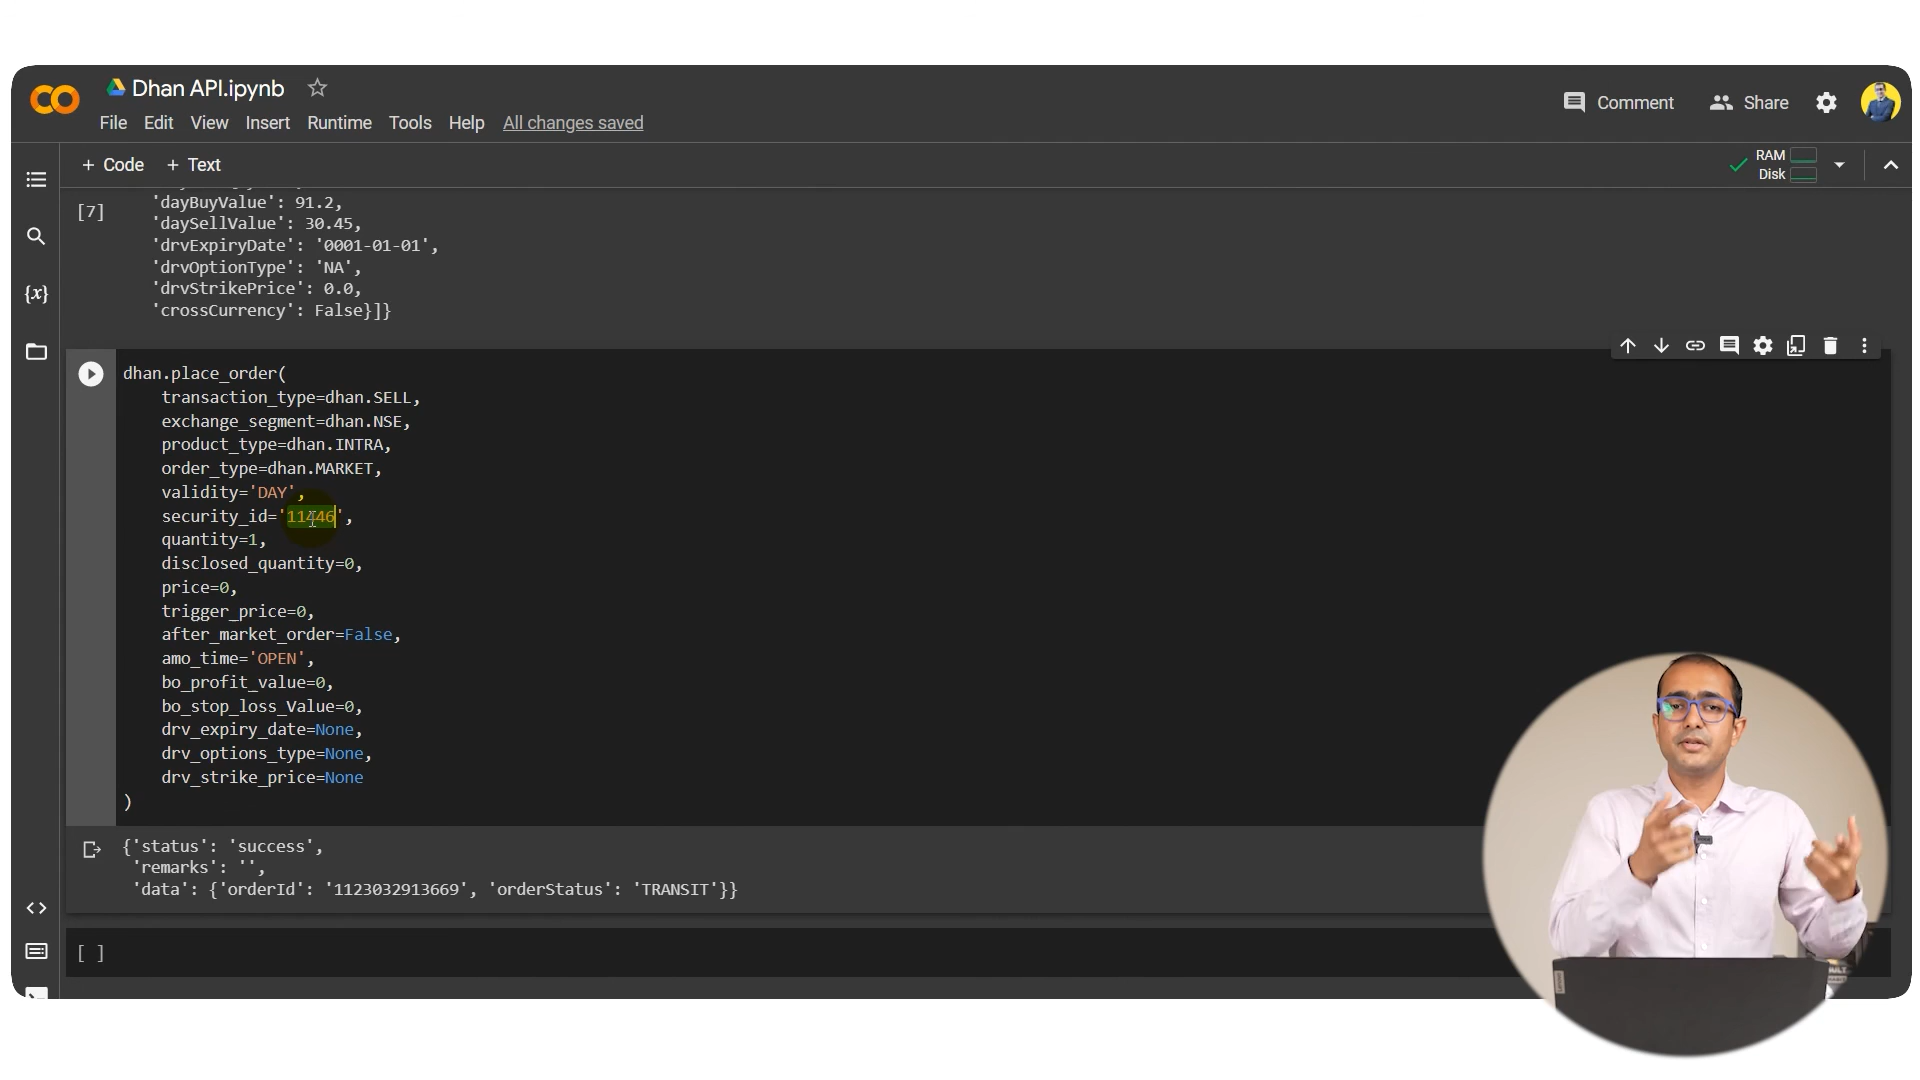 Dhan API.ipynb
Comment
Share
File Edit View Insert Runtime Tools Help All changes saved
+ Code + Text
RAM
Disk
{x}
[7]
'dayBuyValue': 91.2,
'daySellValue': 30.45,
'drvExpiryDate': '0001-01-01',
'drvOptionType': 'NA',
'drvStrikePrice': 0.0,
'crossCurrency': False}]}
dhan.place_order(
transaction_type=dhan.SELL,
exchange_segment=dhan.NSE,
product_type=dhan.INTRA,
order_type=dhan.MARKET,
validity='DAY',
security_id='11446',
quantity=1,
disclosed_quantity=0,
price=0,
trigger_price=0,
after_market_order=False,
amo_time='OPEN',
bo_profit_value=0,
bo_stop_loss_Value=0,
drv_expiry_date=None,
drv_options_type=None,
drv_strike_price=None
)
{'status': 'success',
'remarks': '',
'data': {'orderId': '1123032913669', 'orderStatus': 'TRANSIT'}}
[ ]